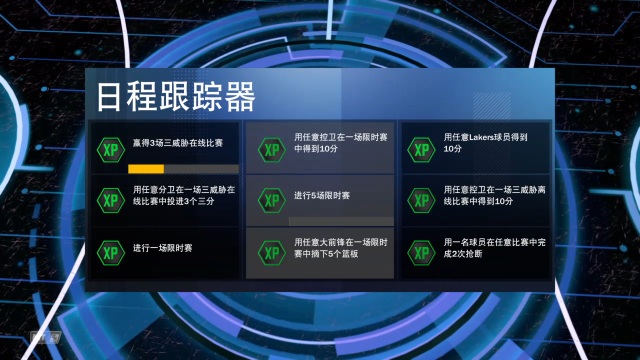 日程跟踪器
XP
赢得3场三威胁在线比赛
XP
用任意控卫在一场限时赛
中得到10分
XP
用任意Lakers球员得到
10分
XP
用任意分卫在一场三威胁在
线比赛中投进3个三分
XP
进行5场限时赛
XP
用任意控卫在一场三威胁离
线比赛中得到10分
XP
进行一场限时赛
XP
用任意大前锋在一场限时
赛中摘下5个篮板
XP
用一名球员在任意比赛中完
成2次抢断